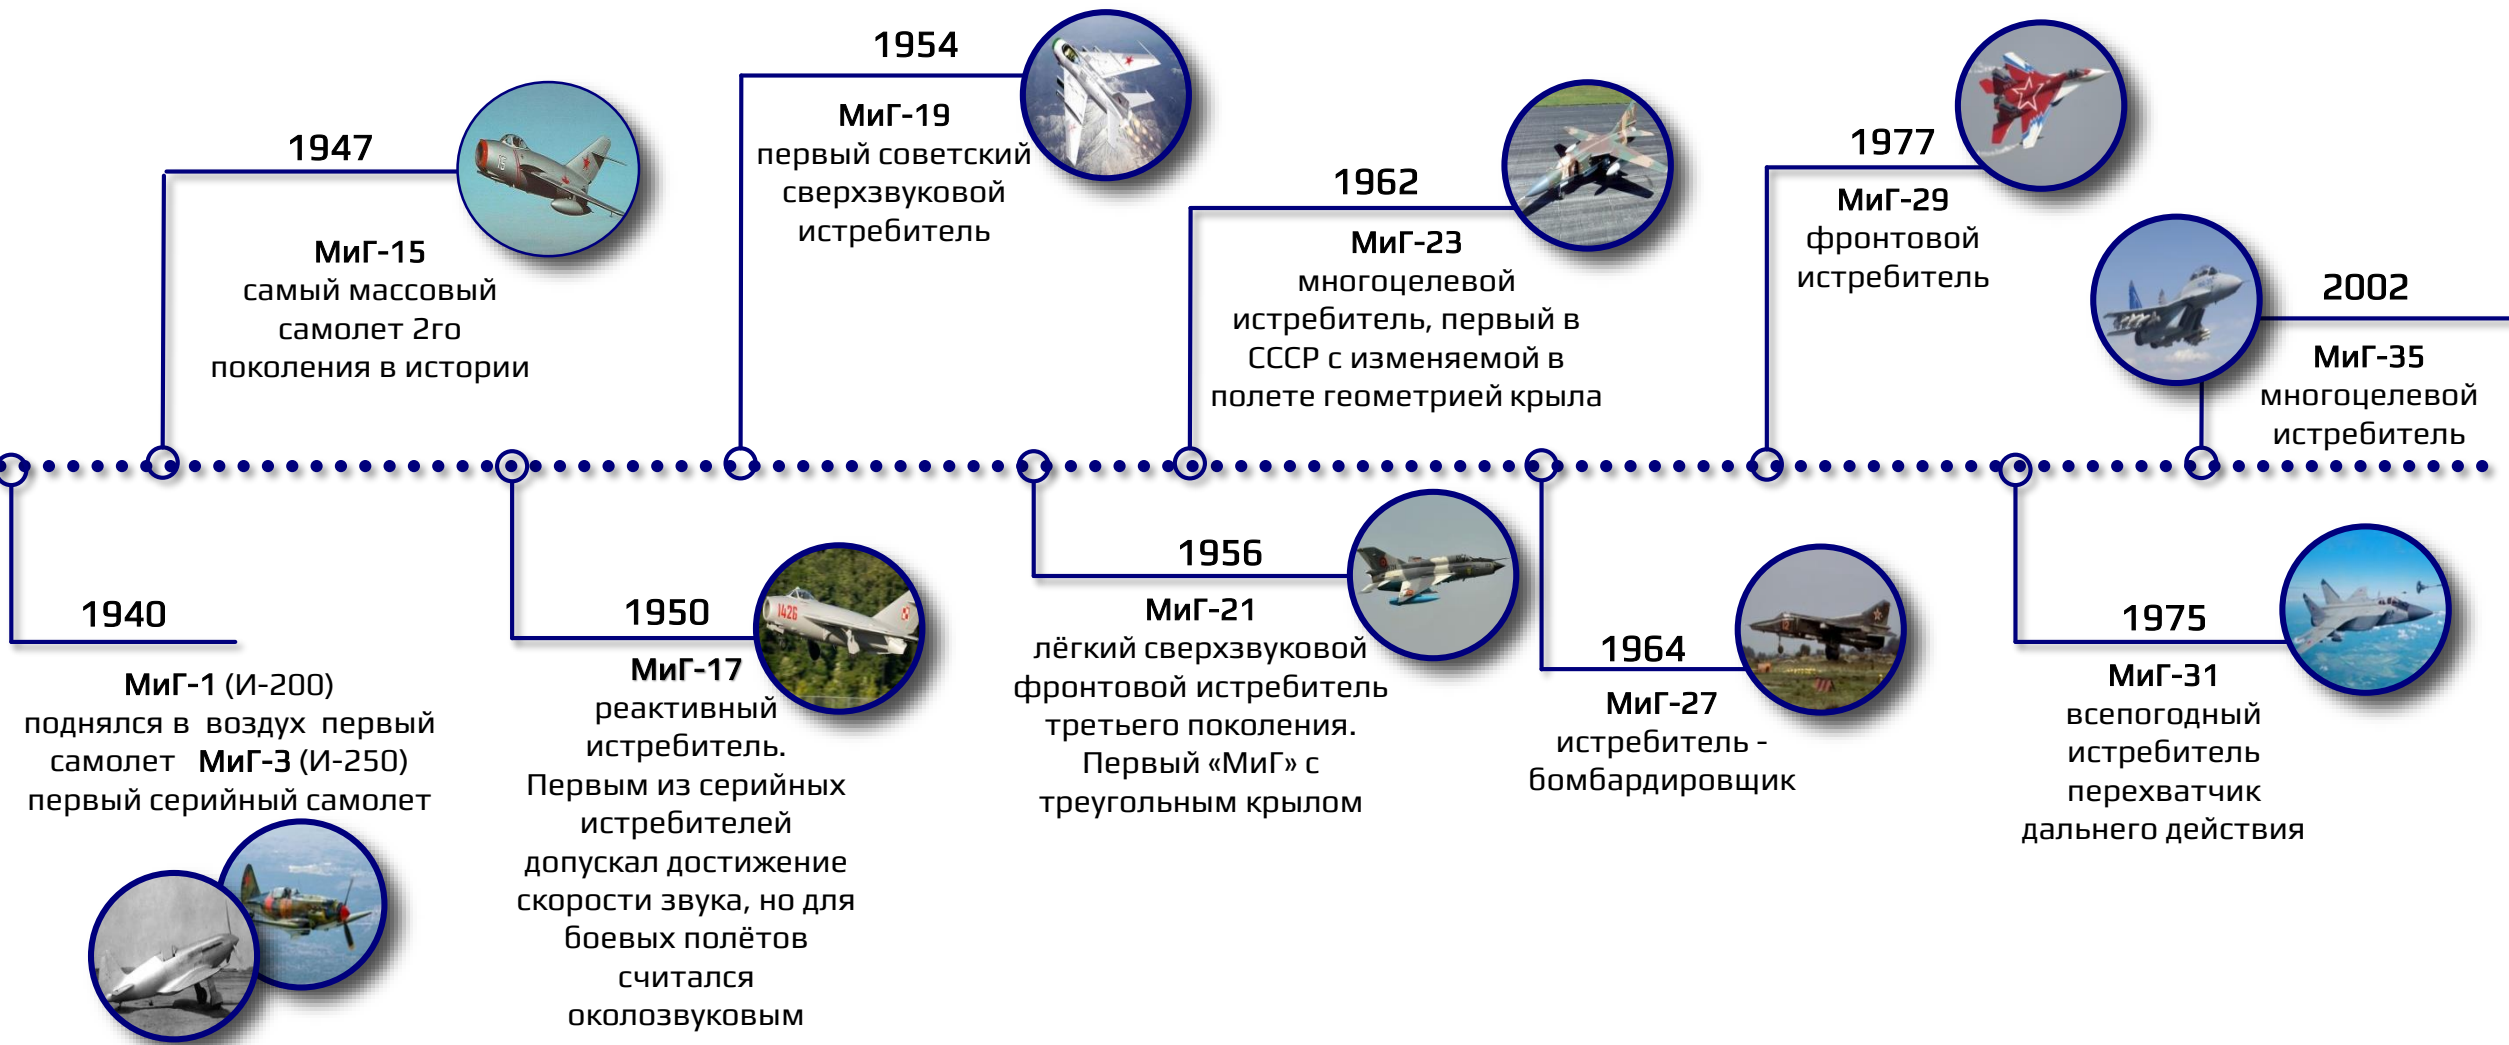 1940
МиГ-1 (И-200)
поднялся в воздух первый
самолет МиГ-3 (И-250)
первый серийный самолет
1947
МиГ-15
самый массовый
самолет 2го
поколения в истории
1950
МиГ-17
реактивный
истребитель.
Первым из серийных
истребителей
допускал достижение
скорости звука, но для
боевых полётов
считался
околозвуковым
1426
1954
МиГ-19
первый советский
сверхзвуковой
истребитель
1956
МиГ-21
лёгкий сверхзвуковой
фронтовой истребитель
третьего поколения.
Первый «МиГ» с
треугольным крылом
1962
МиГ-23
многоцелевой
истребитель, первый в
СССР с изменяемой в
полете геометрией крыла
1964
МиГ-27
истребитель -
бомбардировщик
1977
МиГ-29
фронтовой
истребитель
1975
МиГ-31
всепогодный
истребитель
перехватчик
дальнего действия
2002
МиГ-35
многоцелевой
истребитель